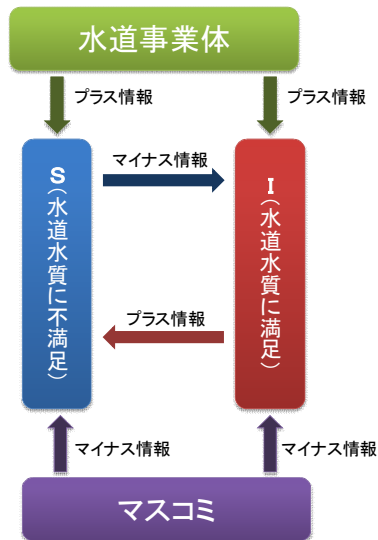 水道事業体
プラス情報
プラス情報
S（水道水質に不満足）
マイナス情報
I（水道水質に満足）
プラス情報
マイナス情報
マイナス情報
マスコミ